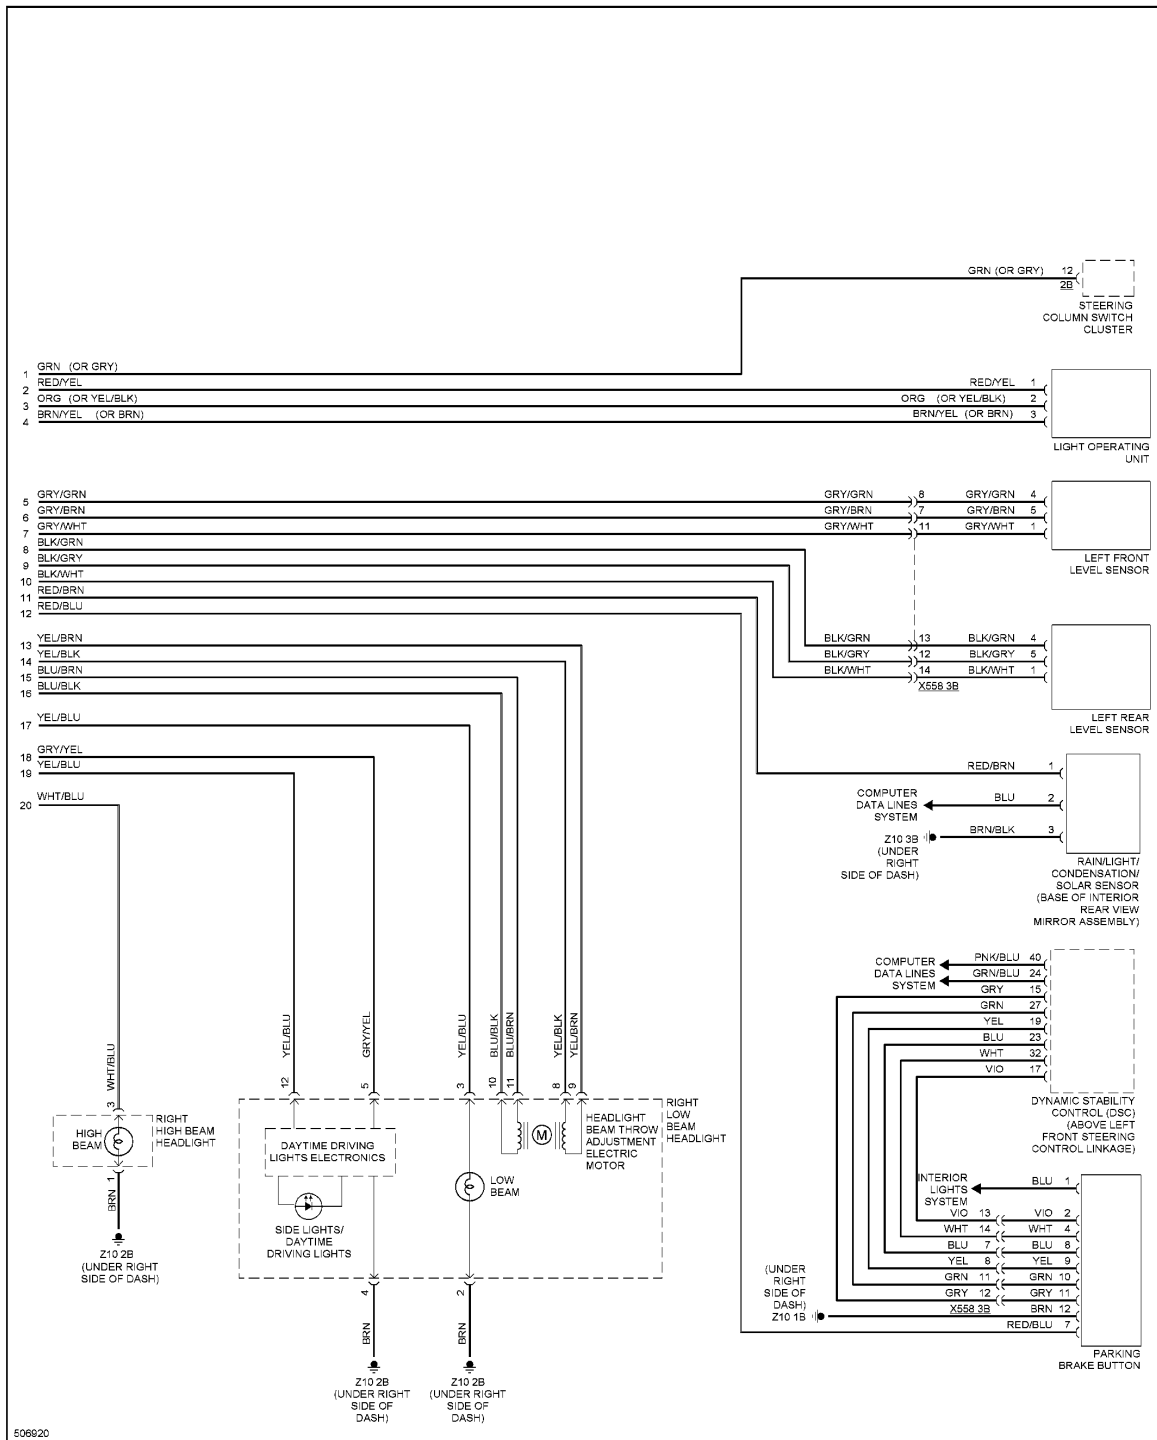 GRN (OR GRY) 12
2B
STEERING
COLUMN SWITCH
CLUSTER
1 GRN (OR GRY)
2 RED/YEL RED/YEL 1
3 ORG (OR YEL/BLK) ORG (OR YEL/BLK) 2
4 BRN/YEL (OR BRN) BRN/YEL (OR BRN) 3
LIGHT OPERATING
UNIT
5 GRY/GRN GRY/GRN 8 GRY/GRN 4
6 GRY/BRN GRY/BRN 7 GRY/BRN 5
7 GRY/WHT GRY/WHT 11 GRY/WHT 1
8 BLK/GRN
9 BLK/GRY
10 BLK/WHT
11 RED/BRN
12 RED/BLU
LEFT FRONT
LEVEL SENSOR
13 YEL/BRN
14 YEL/BLK
15 BLU/BRN
16 BLU/BLK
BLK/GRN 13 BLK/GRN 4
BLK/GRY 12 BLK/GRY 5
BLK/WHT 14 BLK/WHT 1
X558 3B
LEFT REAR
LEVEL SENSOR
17 YEL/BLU
18 GRY/YEL
19 YEL/BLU
20 WHT/BLU
RED/BRN 1
COMPUTER
DATA LINES
SYSTEM
BLU 2
BRN/BLK 3
Z10 3B
(UNDER
RIGHT
SIDE OF DASH)
RAIN/LIGHT/
CONDENSATION/
SOLAR SENSOR
(BASE OF INTERIOR
REAR VIEW
MIRROR ASSEMBLY)
COMPUTER
DATA LINES
SYSTEM
PNK/BLU 40
GRN/BLU 24
GRY 15
GRN 27
YEL 19
BLU 23
WHT 32
VIO 17
DYNAMIC STABILITY
CONTROL (DSC)
(ABOVE LEFT
FRONT STEERING
CONTROL LINKAGE)
WHT/BLU
YEL/BLU
GRY/YEL
YEL/BLU
BLU/BLK
BLU/BRN
YEL/BLK
YEL/BRN
3
12
5
3
10
11
8
9
RIGHT
HIGH BEAM
HEADLIGHT
HIGH
BEAM
1
BRN
Z10 2B
(UNDER RIGHT
SIDE OF DASH)
DAYTIME DRIVING
LIGHTS ELECTRONICS
SIDE LIGHTS/
DAYTIME
DRIVING LIGHTS
LOW
BEAM
M
HEADLIGHT
BEAM THROW
ADJUSTMENT
ELECTRIC
MOTOR
RIGHT
LOW
BEAM
HEADLIGHT
4
BRN
Z10 2B
(UNDER RIGHT
SIDE OF
DASH)
2
BRN
Z10 2B
(UNDER RIGHT
SIDE OF
DASH)
INTERIOR
LIGHTS
SYSTEM
BLU 1
VIO 13 VIO 2
WHT 14 WHT 4
BLU 7 BLU 8
YEL 8 YEL 9
GRN 11 GRN 10
GRY 12 GRY 11
X558 3B BRN 12
RED/BLU 7
(UNDER
RIGHT
SIDE OF
DASH)
Z10 1B
PARKING
BRAKE BUTTON
506920